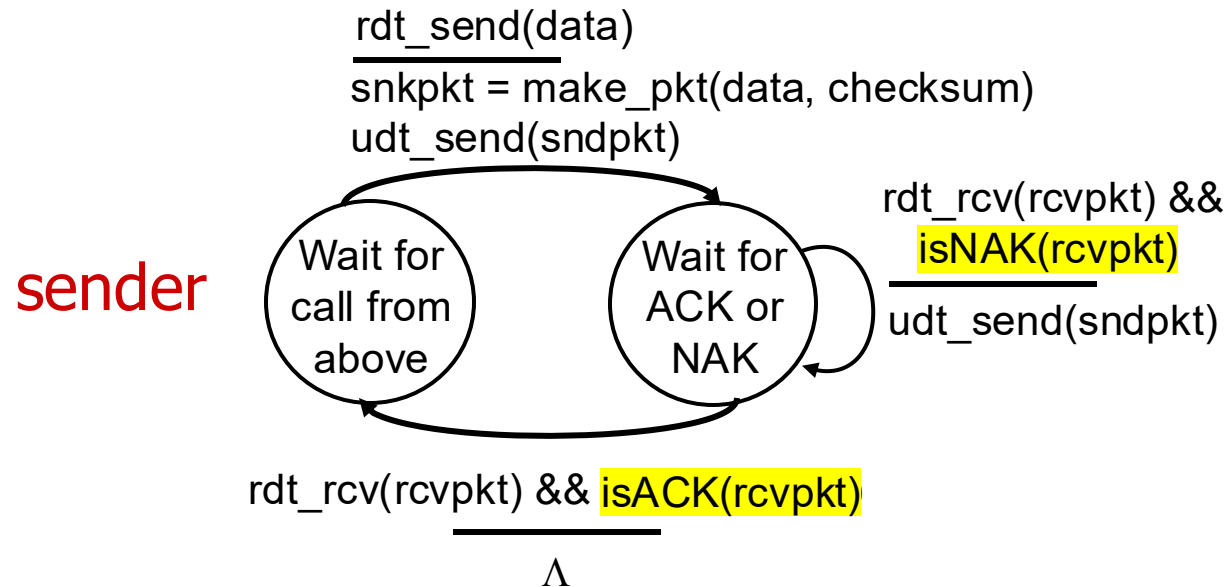 rdt_send(data)
snkpkt = make_pkt(data, checksum)
udt_send(sndpkt)
sender
Wait for
call from
above
Wait for
ACK or
NAK
rdt_rcv(rcvpkt) &&
isNAK(rcvpkt)
udt_send(sndpkt)
rdt_rcv(rcvpkt) && isACK(rcvpkt)
Λ